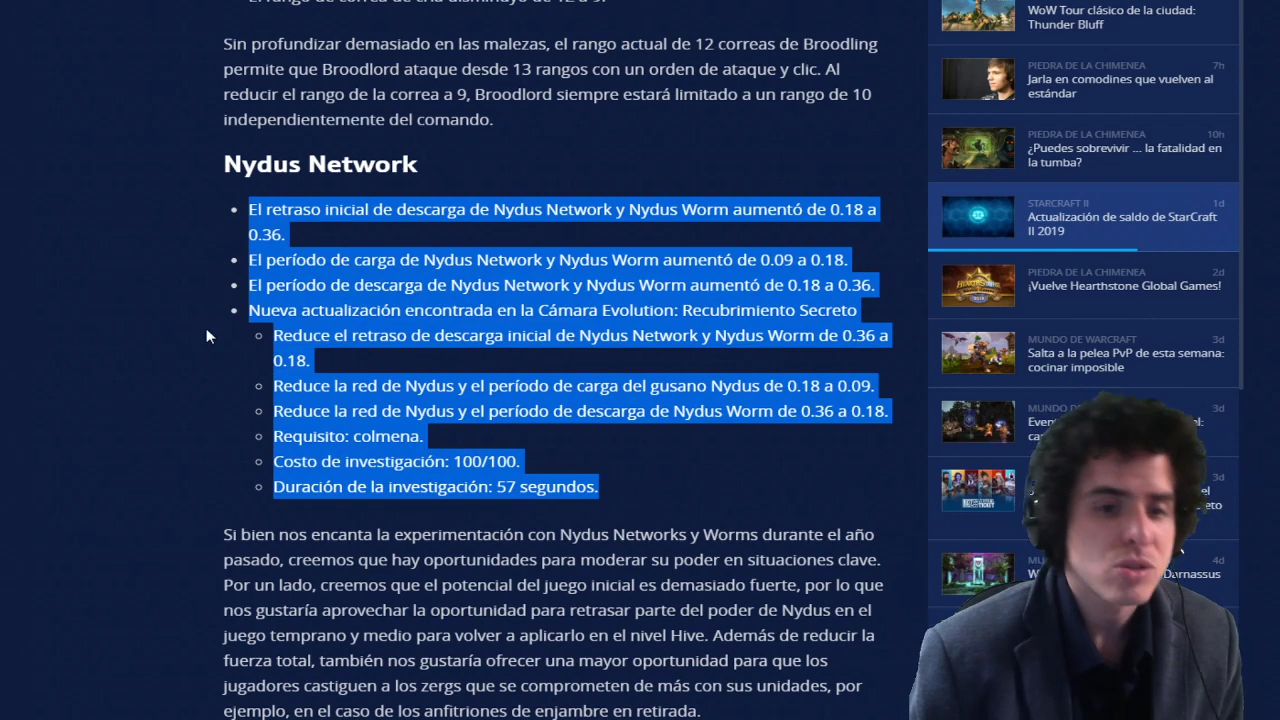 El rango de correa de cría disminuyó de 12 a 9.
Sin profundizar demasiado en las malezas, el rango actual de 12 correas de Broodling
permite que Broodlord ataque desde 13 rangos con un orden de ataque y clic. Al
reducir el rango de la correa a 9, Broodlord siempre estará limitado a un rango de 10
independientemente del comando.
Nydus Network
El retraso inicial de descarga de Nydus Network y Nydus Worm aumentó de 0.18 a
0.36.
El período de carga de Nydus Network y Nydus Worm aumentó de 0.09 a 0.18.
El período de descarga de Nydus Network y Nydus Worm aumentó de 0.18 a 0.36.
Nueva actualización encontrada en la Cámara Evolution: Recubrimiento Secreto
Reduce el retraso de descarga inicial de Nydus Network y Nydus Worm de 0.36 a
0.18.
Reduce la red de Nydus y el período de carga del gusano Nydus de 0.18 a 0.09.
Reduce la red de Nydus y el período de descarga de Nydus Worm de 0.36 a 0.18.
Requisito: colmena.
Costo de investigación: 100/100.
Duración de la investigación: 57 segundos.
Si bien nos encanta la experimentación con Nydus Networks y Worms durante el año
pasado, creemos que hay oportunidades para moderar su poder en situaciones clave.
Por un lado, creemos que el potencial del juego inicial es demasiado fuerte, por lo que
nos gustaría aprovechar la oportunidad para retrasar parte del poder de Nydus en el
juego temprano y medio para volver a aplicarlo en el nivel Hive. Además de reducir la
fuerza total, también nos gustaría ofrecer una mayor oportunidad para que los
jugadores castiguen a los zergs que se comprometen de más con sus unidades, por
ejemplo, en el caso de los anfitriones de enjambre en retirada.
WoW Tour clásico de la ciudad:
Thunder Bluff
PIEDRA DE LA CHIMENEA 7h
Jarla en comodines que vuelven al
estándar
PIEDRA DE LA CHIMENEA 10h
¿Puedes sobrevivir ... la fatalidad en
la tumba?
STARCRAFT II 1d
Actualización de saldo de StarCraft
II 2019
PIEDRA DE LA CHIMENEA 2d
¡Vuelve Hearthstone Global Games!
MUNDO DE WARCRAFT 3d
Salta a la pelea PvP de esta semana:
cocinar imposible
3d
3d
4d
Darnassus